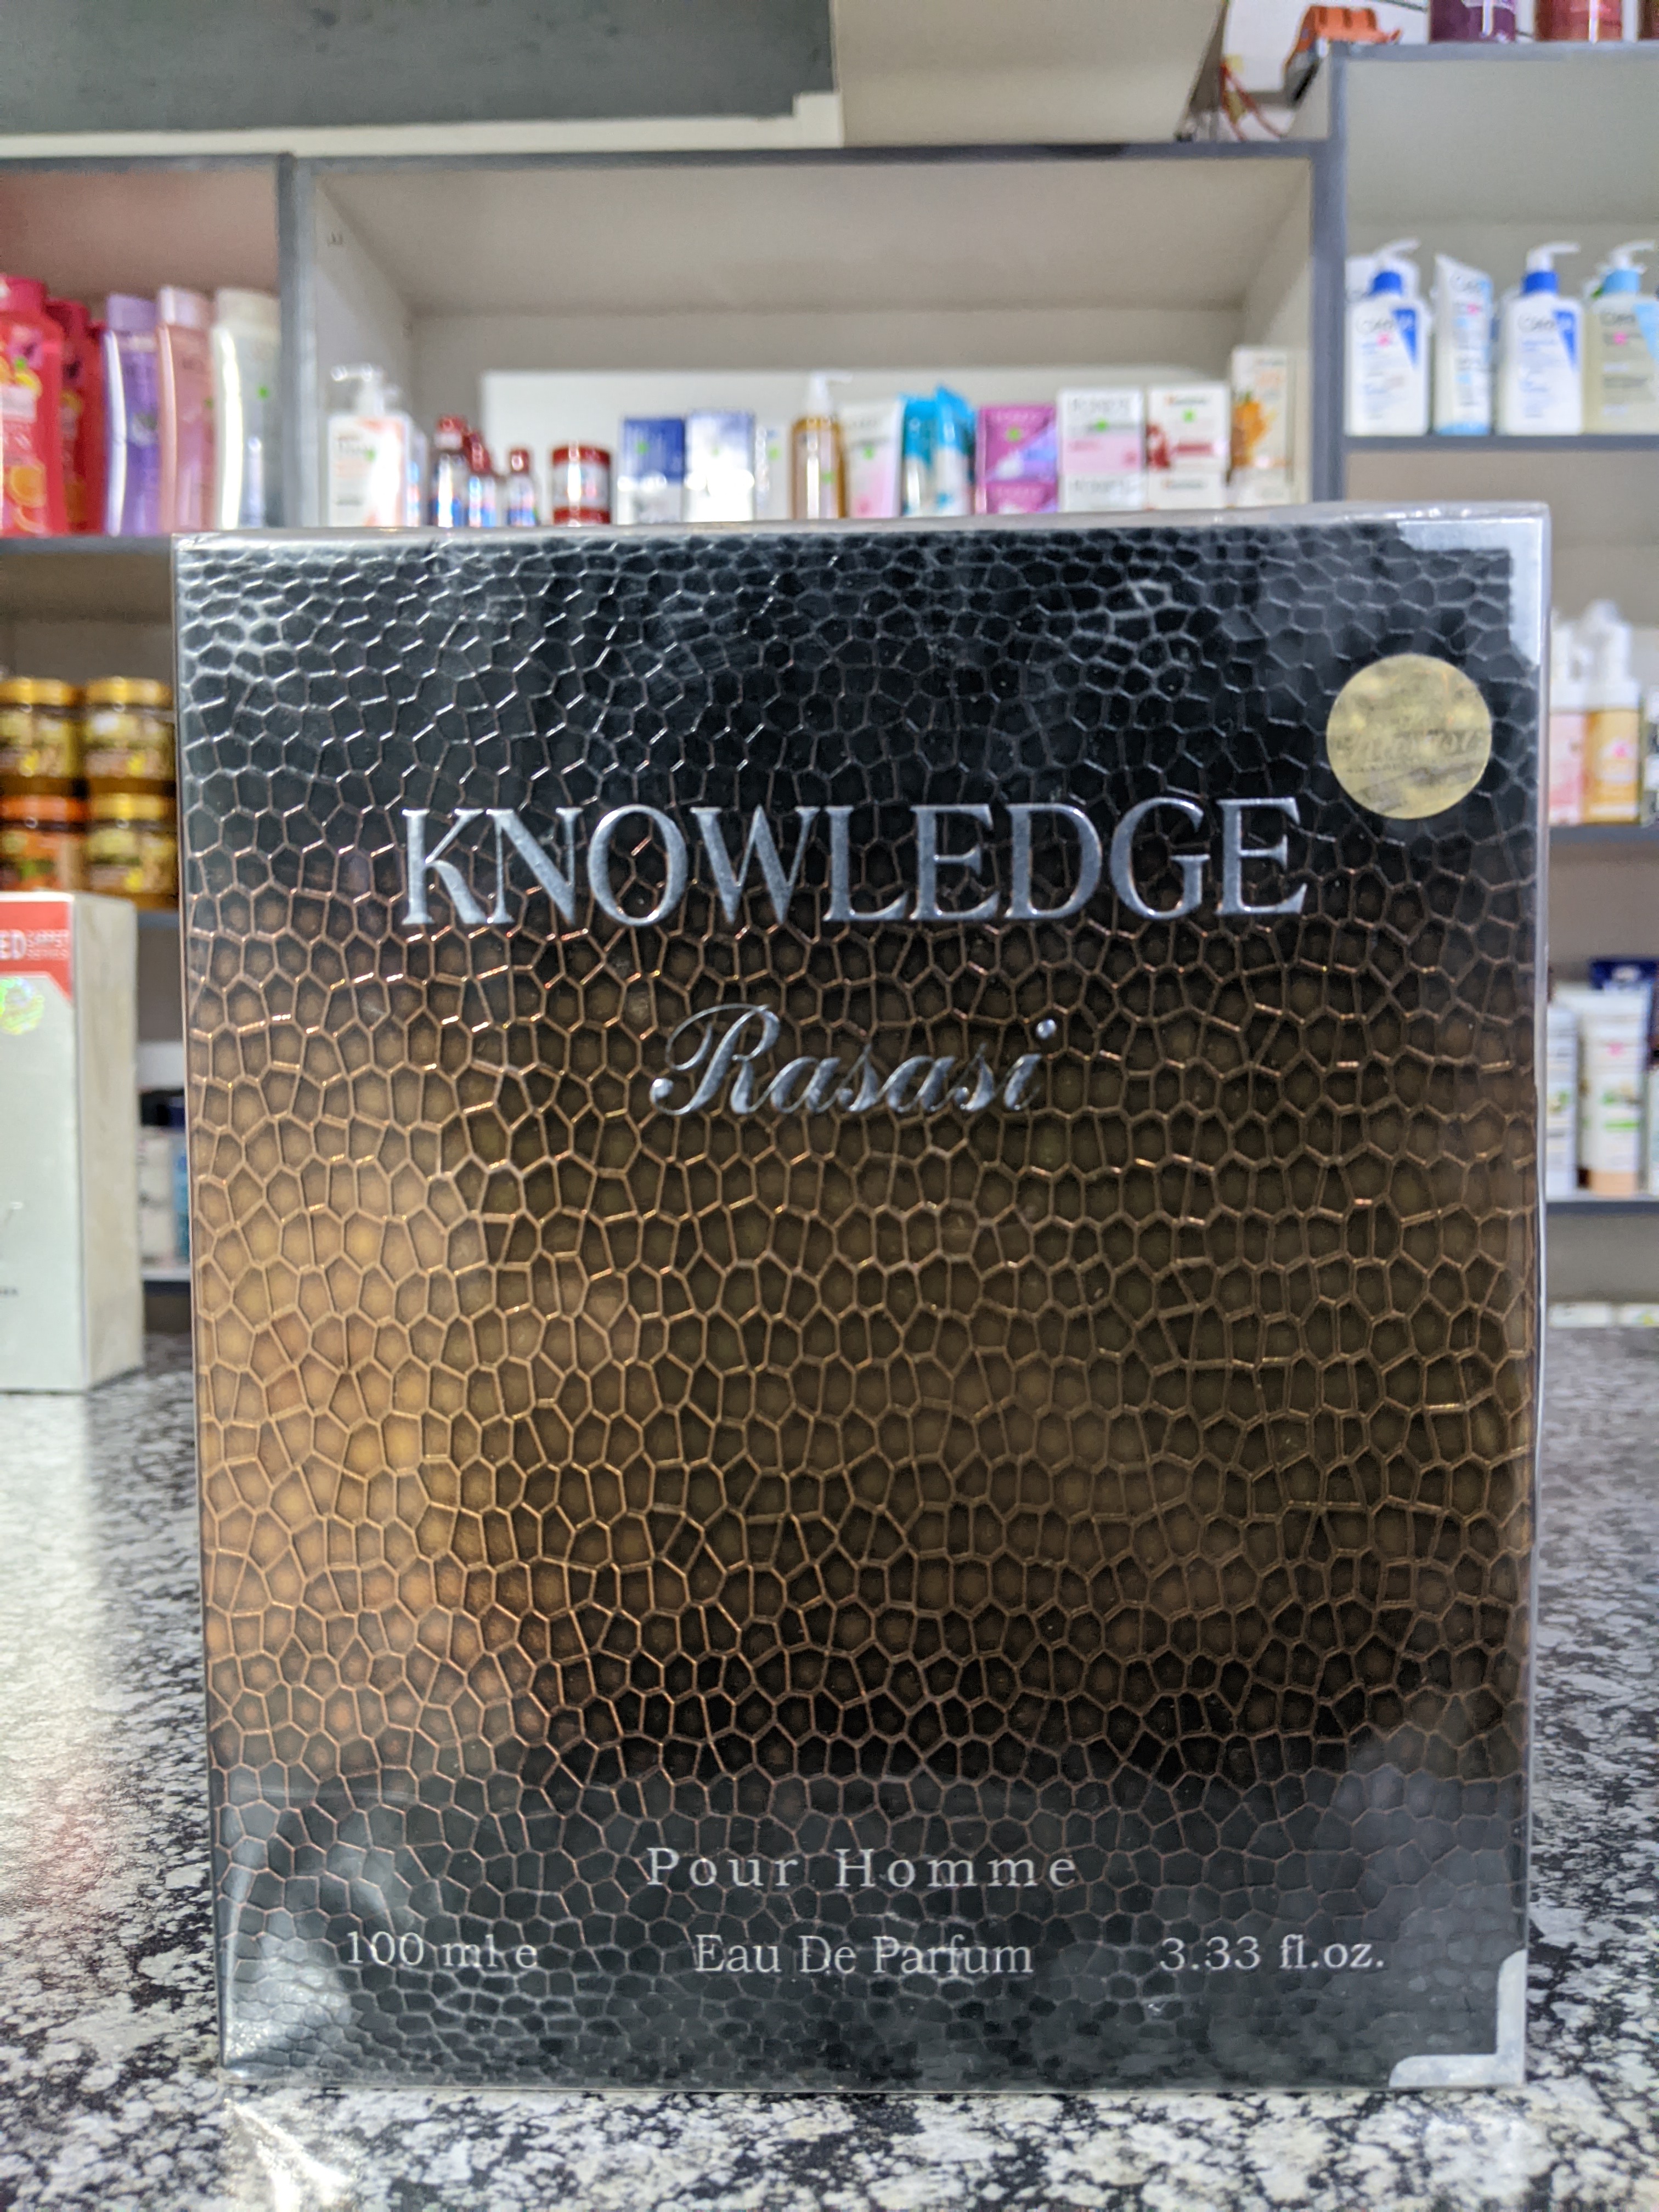 KNOWLEDGE
Rasasi
Pour Homme
100 ml e Eau De Parfum 3.33 fl.oz.